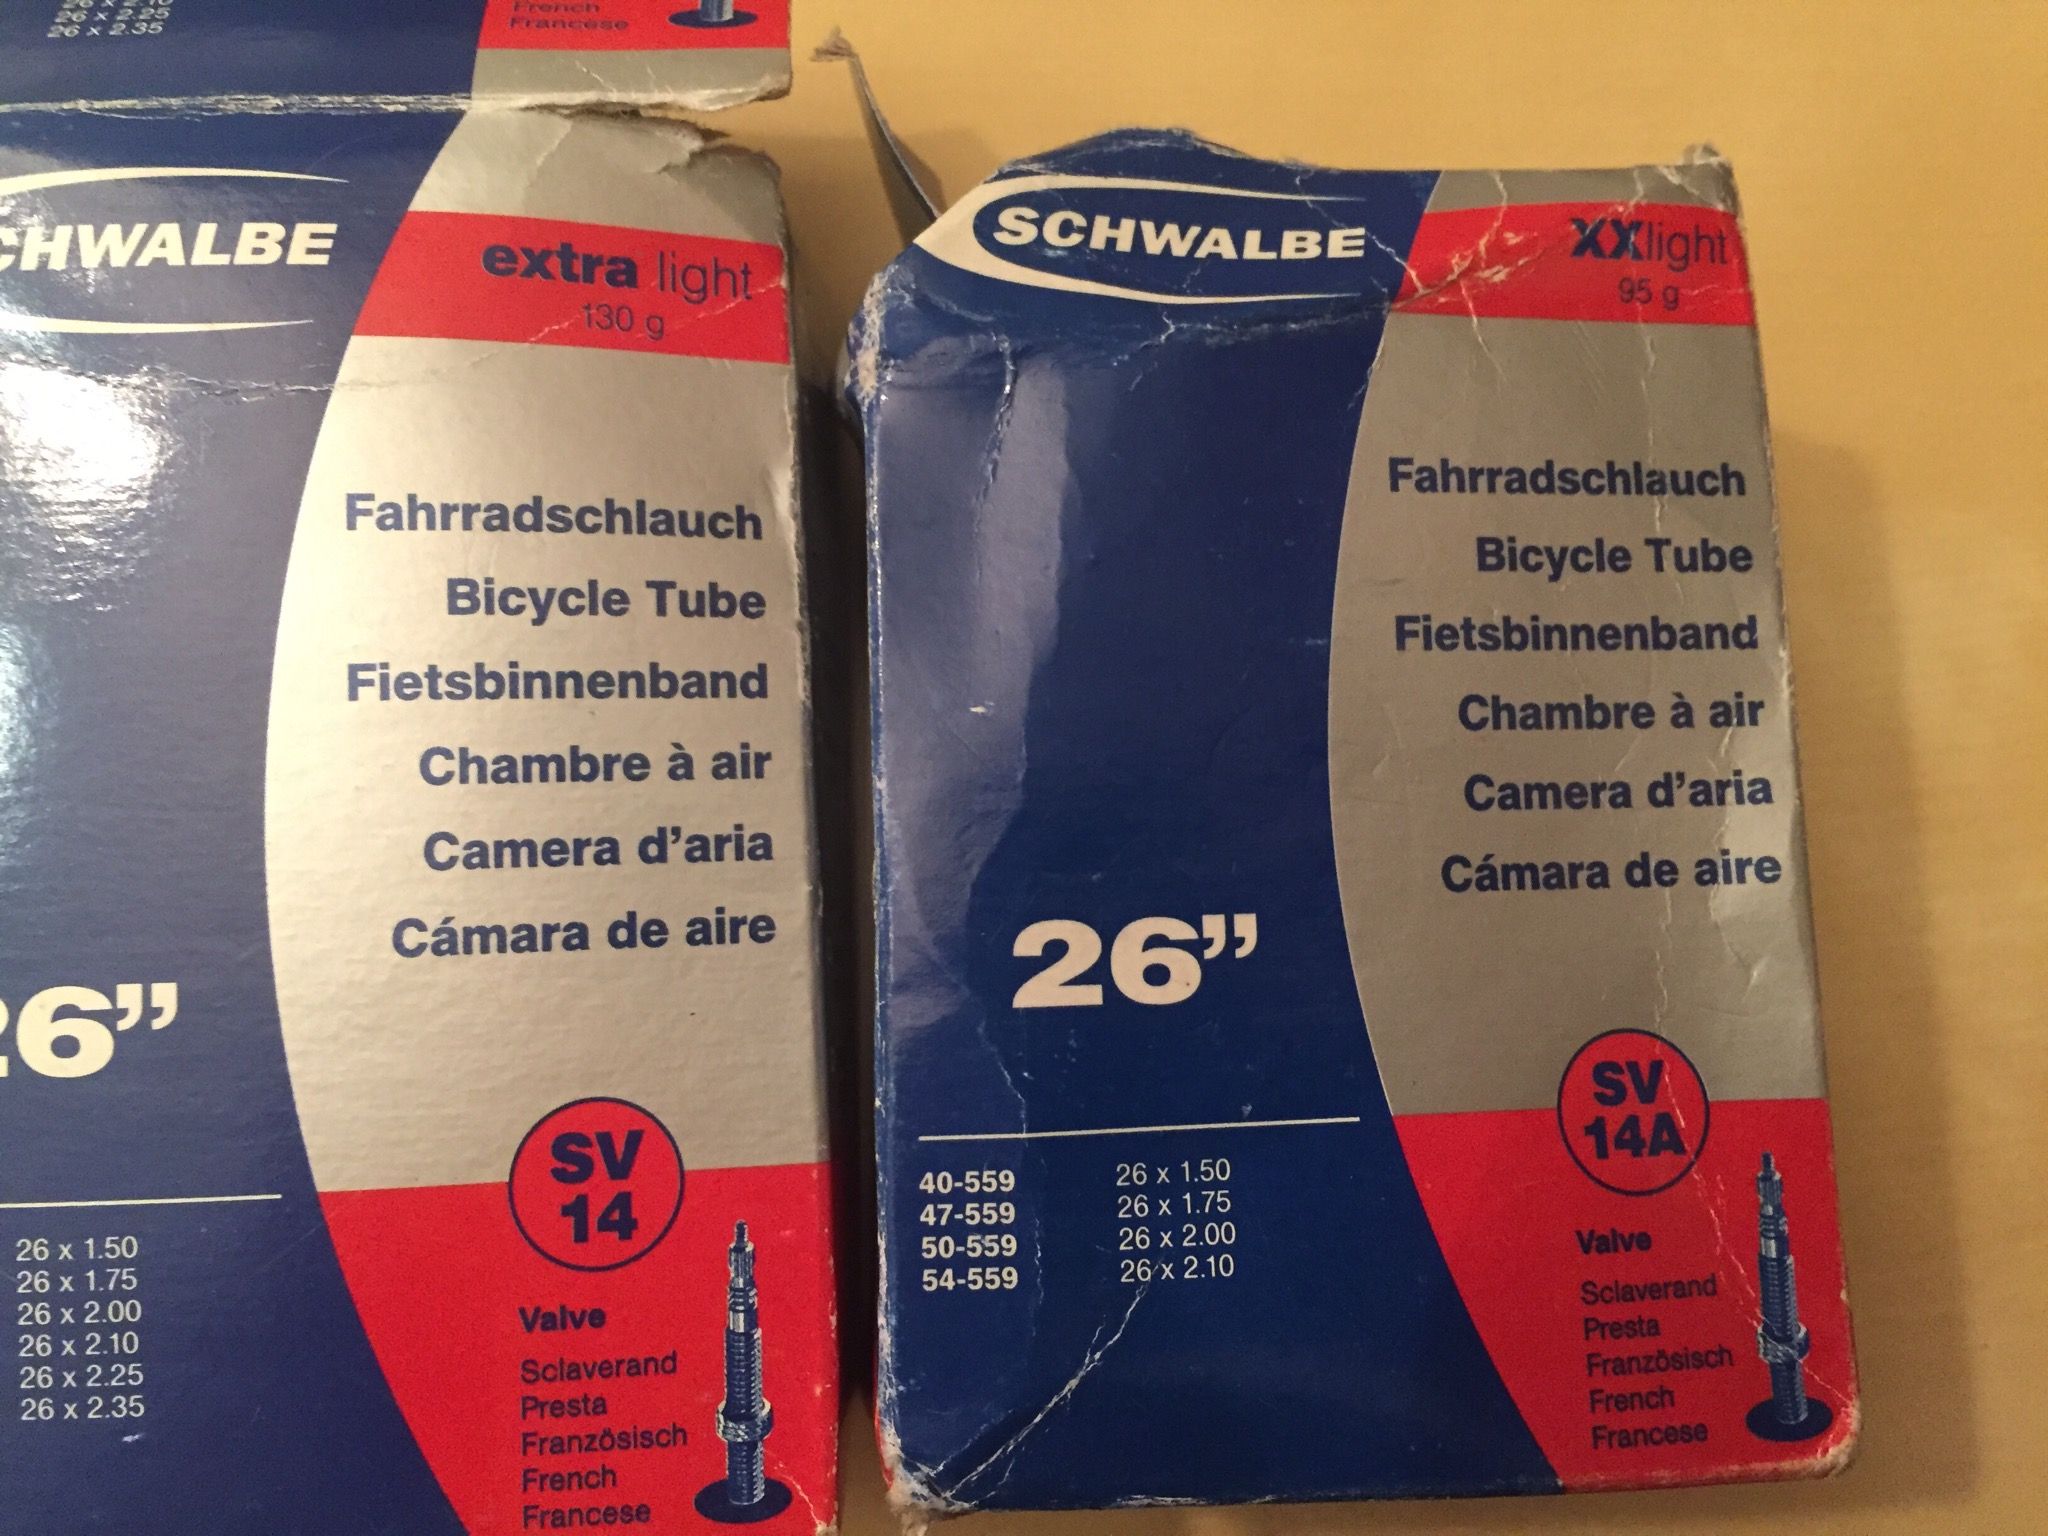 French
26 x 2.25
Francese
26 x 2.35
CHWALBE
extra light
130 g
Fahrradschlauch
Bicycle Tube
Fietsbinnenband
Chambre à air
Camera d'aria
Cámara de aire
26”
SV
14
26 x 1.50
26 x 1.75
26 x 2.00
26 x 2.10
26 x 2.25
26 x 2.35
Valve
Sclaverand
Presta
Französisch
French
Francese
SCHWALBE
XXlight
95 g
Fahrradschlauch
Bicycle Tube
Fietsbinnenband
Chambre à air
Camera d'aria
Cámara de aire
26”
SV
14A
40-559 26 x 1.50
47-559 26 x 1.75
50-559 26 x 2.00
54-559 26 x 2.10
Valve
Sclaverand
Presta
Französisch
French
Francese